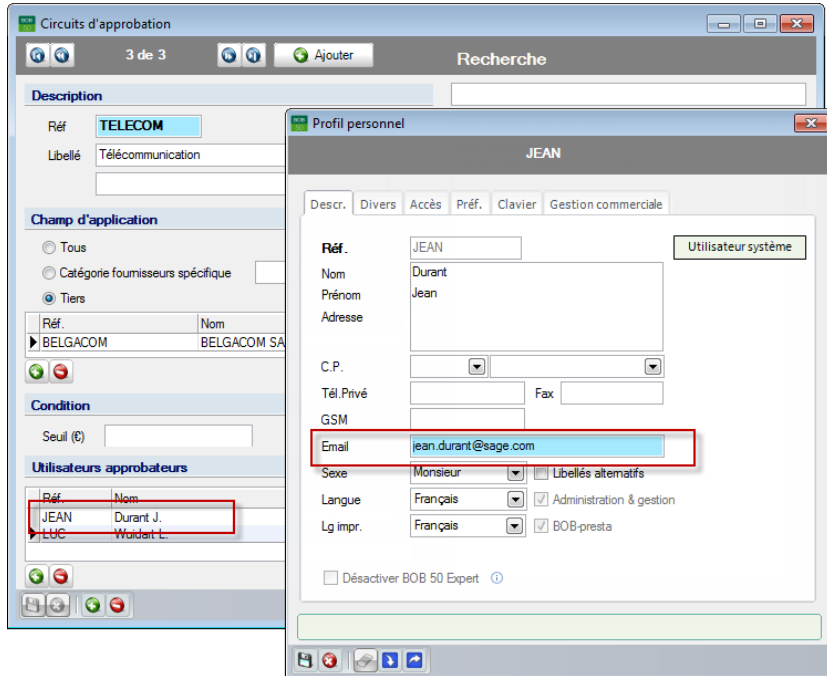 Circuits d'approbation
3 de 3
Ajouter
Recherche
Description
Réf
TELECOM
Libellé
Télécommunication
Champ d'application
Tous
Catégorie fournisseurs spécifique
Tiers
Réf.
Nom
BELGACOM
BELGACOM SA
Condition
Seuil (€)
Utilisateurs approbateurs
Réf.
Nom
JEAN
Durant J.
LUC
Wuidart L.
Profil personnel
JEAN
Descr.
Divers
Accès
Préf.
Clavier
Gestion commerciale
Réf.
JEAN
Utilisateur système
Nom
Durant
Prénom
Jean
Adresse
C.P.
Tél.Privé
Fax
GSM
Email
jean.durant@sage.com
Sexe
Monsieur
Libellés alternatifs
Langue
Français
Administration & gestion
Lg impr.
Français
BOB-presta
Désactiver BOB 50 Expert